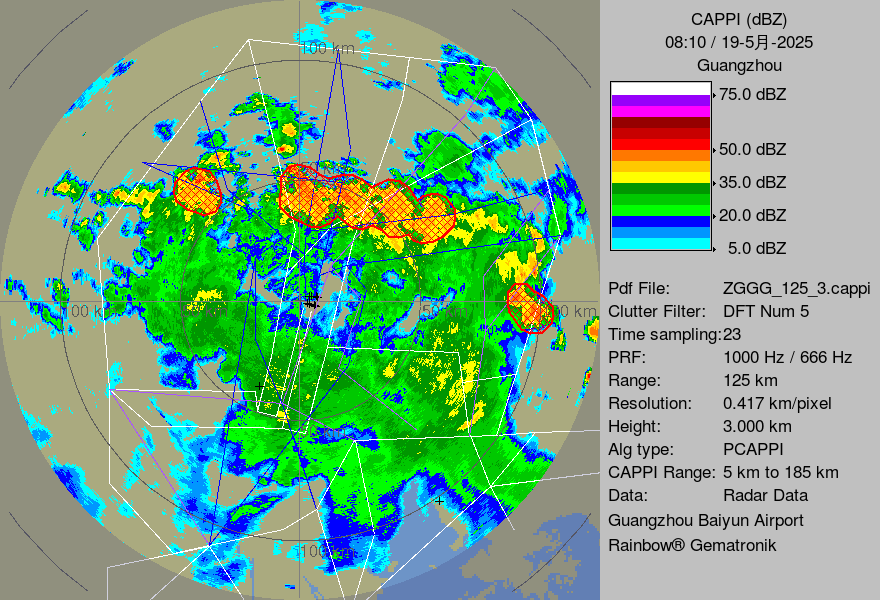 CAPPI (dBZ)
08:10 / 19-5月-2025
Guangzhou
75.0 dBZ
50.0 dBZ
35.0 dBZ
20.0 dBZ
5.0 dBZ
Pdf File: ZGGG_125_3.cappi
Clutter Filter: DFT Num 5
Time sampling:23
PRF: 1000 Hz / 666 Hz
Range: 125 km
Resolution: 0.417 km/pixel
Height: 3.000 km
Alg type: PCAPPI
CAPPI Range: 5 km to 185 km
Data: Radar Data
Guangzhou Baiyun Airport
Rainbow® Gematronik
100 km
100 km
100 km